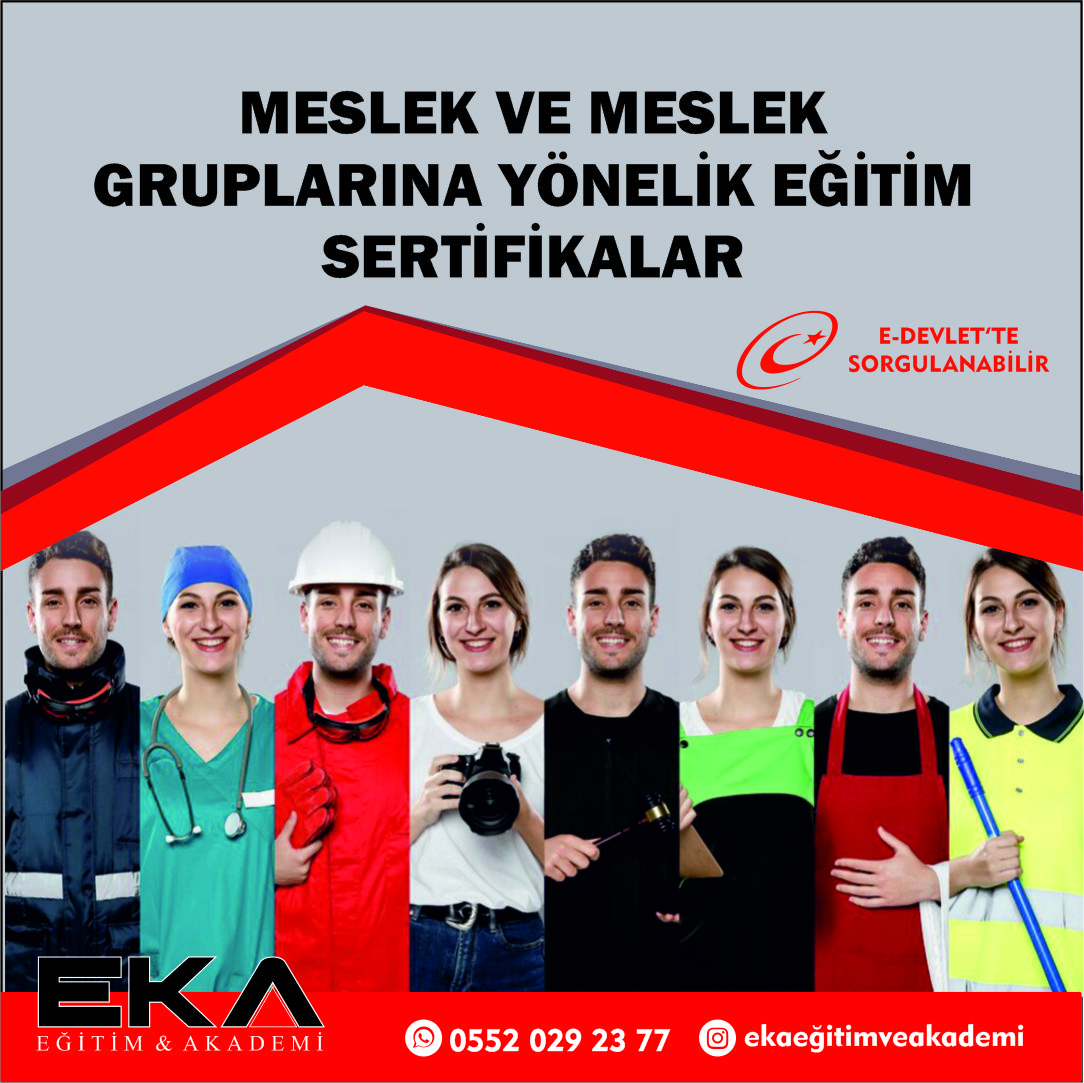 MESLEK VE MESLEK
GRUPLARINA YÖNELİK EĞİTİM
SERTİFİKALAR
E-DEVLET'TE
SORGULANABİLİR
EKA
EĞİTİM & AKADEMİ
0552 029 23 77
ekaeğitimveakademi